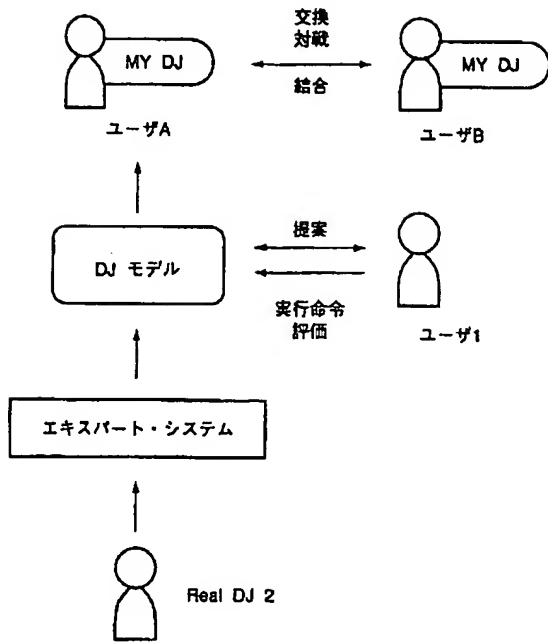 交換
対戦
MY DJ
MY DJ
結合
ユーザA
ユーザB
提案
DJ モデル
実行命令
評価
ユーザ1
エキスパート・システム
Real DJ 2